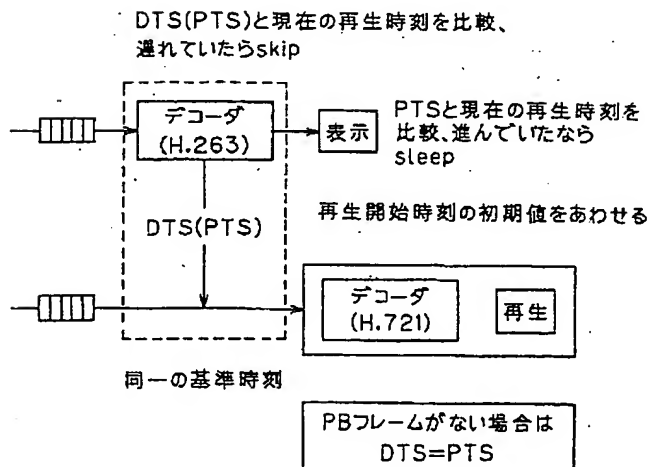 DTS(PTS)と現在の再生時刻を比較、
遅れていたらskip
デコーダ
(H.263)
表示
PTSと現在の再生時刻を
比較、進んでいたなら
sleep
DTS(PTS)
再生開始時刻の初期値をあわせる
デコーダ
(H.721)
再生
同一の基準時刻
PBフレームがない場合は
DTS=PTS